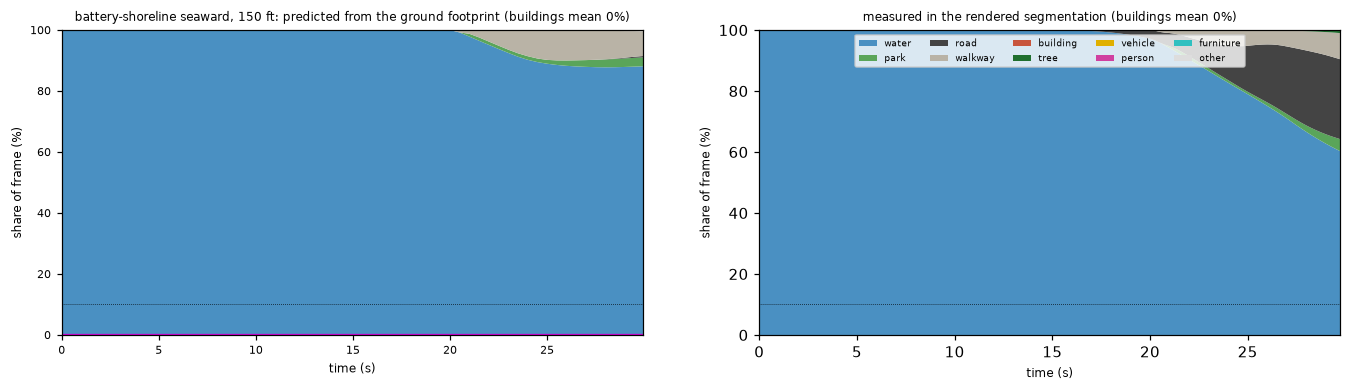 battery-shoreline seaward, 150 ft: predicted from the ground footprint (buildings mean 0%)
100
80
60
40
20
0
share of frame (%)
0 5 10 15 20 25
time (s)
measured in the rendered segmentation (buildings mean 0%)
water road building vehicle furniture
park walkway tree person other
100
80
60
40
20
0
share of frame (%)
0 5 10 15 20 25
time (s)